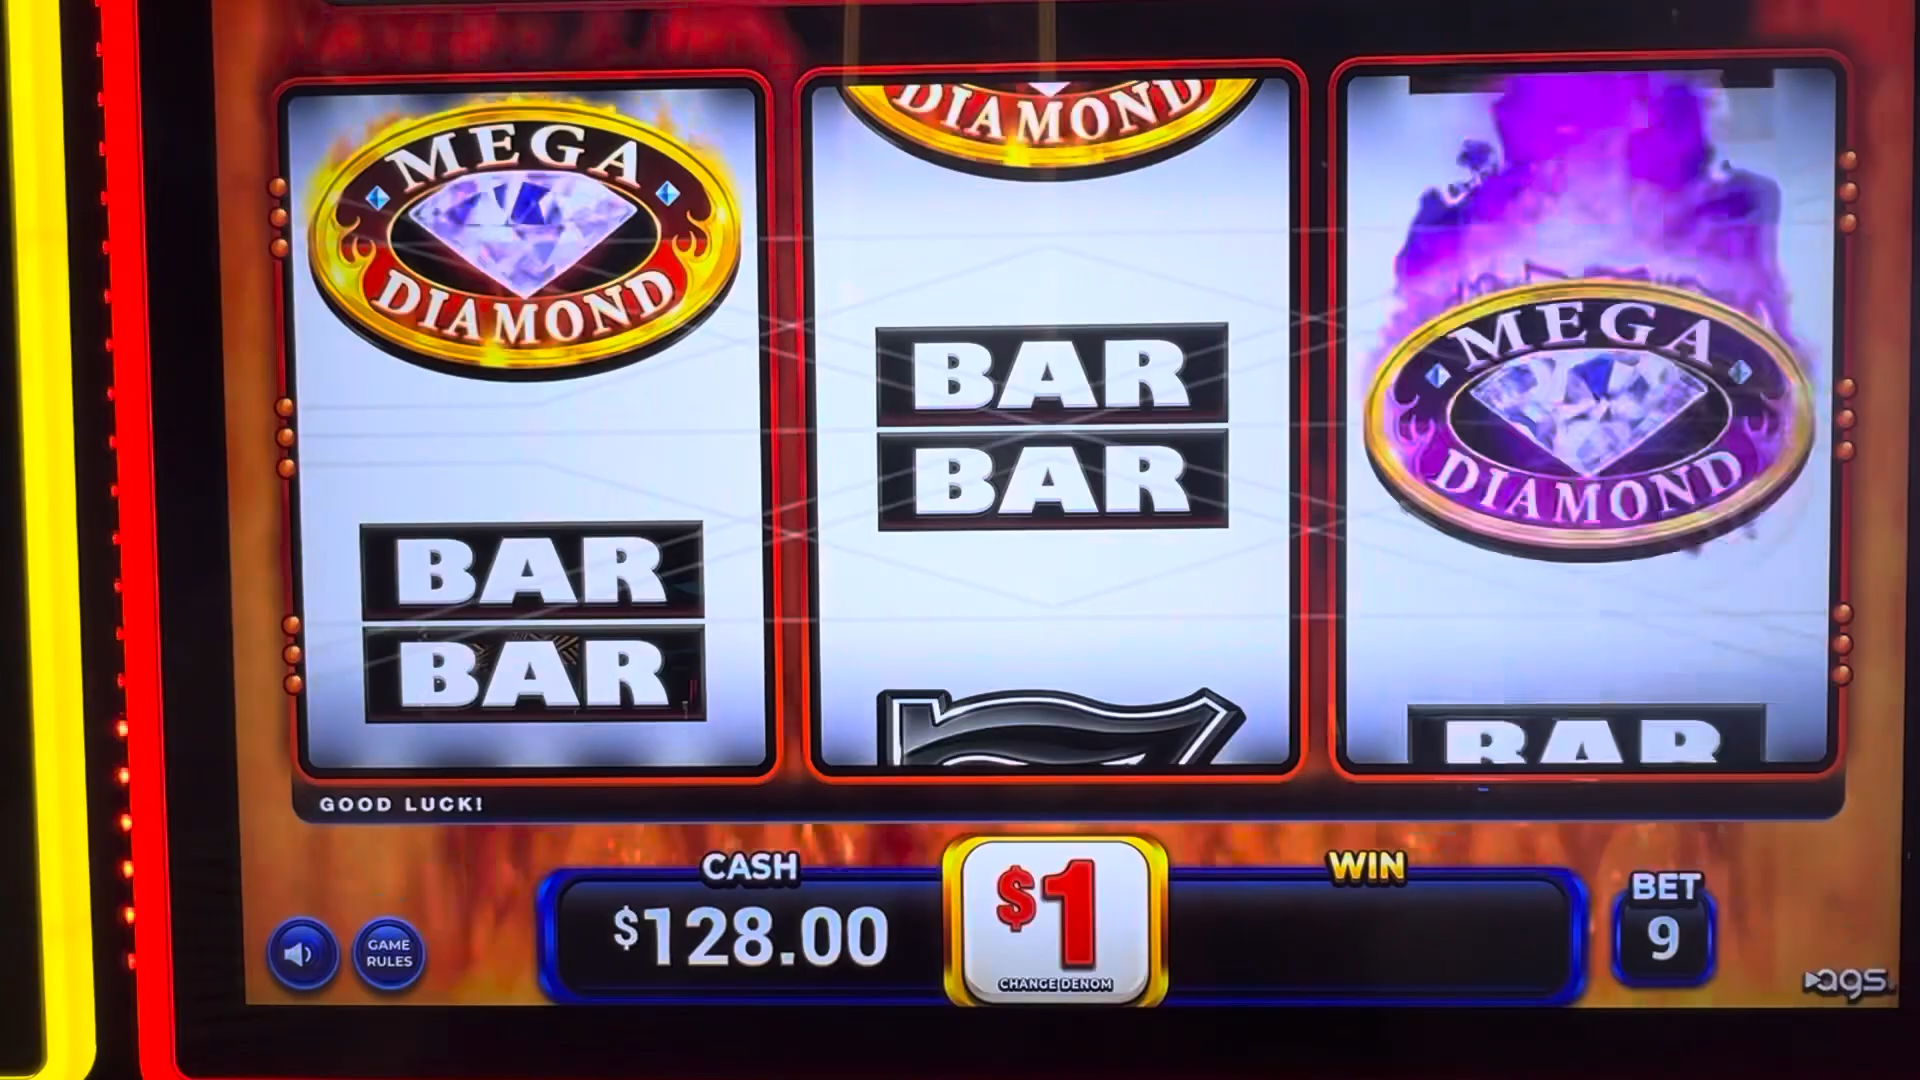 MEGA
DIAMOND
DIAMOND
MEGA
DIAMOND
BAR
BAR
BAR
BAR
BAR
GOOD LUCK!
CASH
$128.00
$1
CHANGE DENOM
WIN
BET
9
GAME
RULES
ags